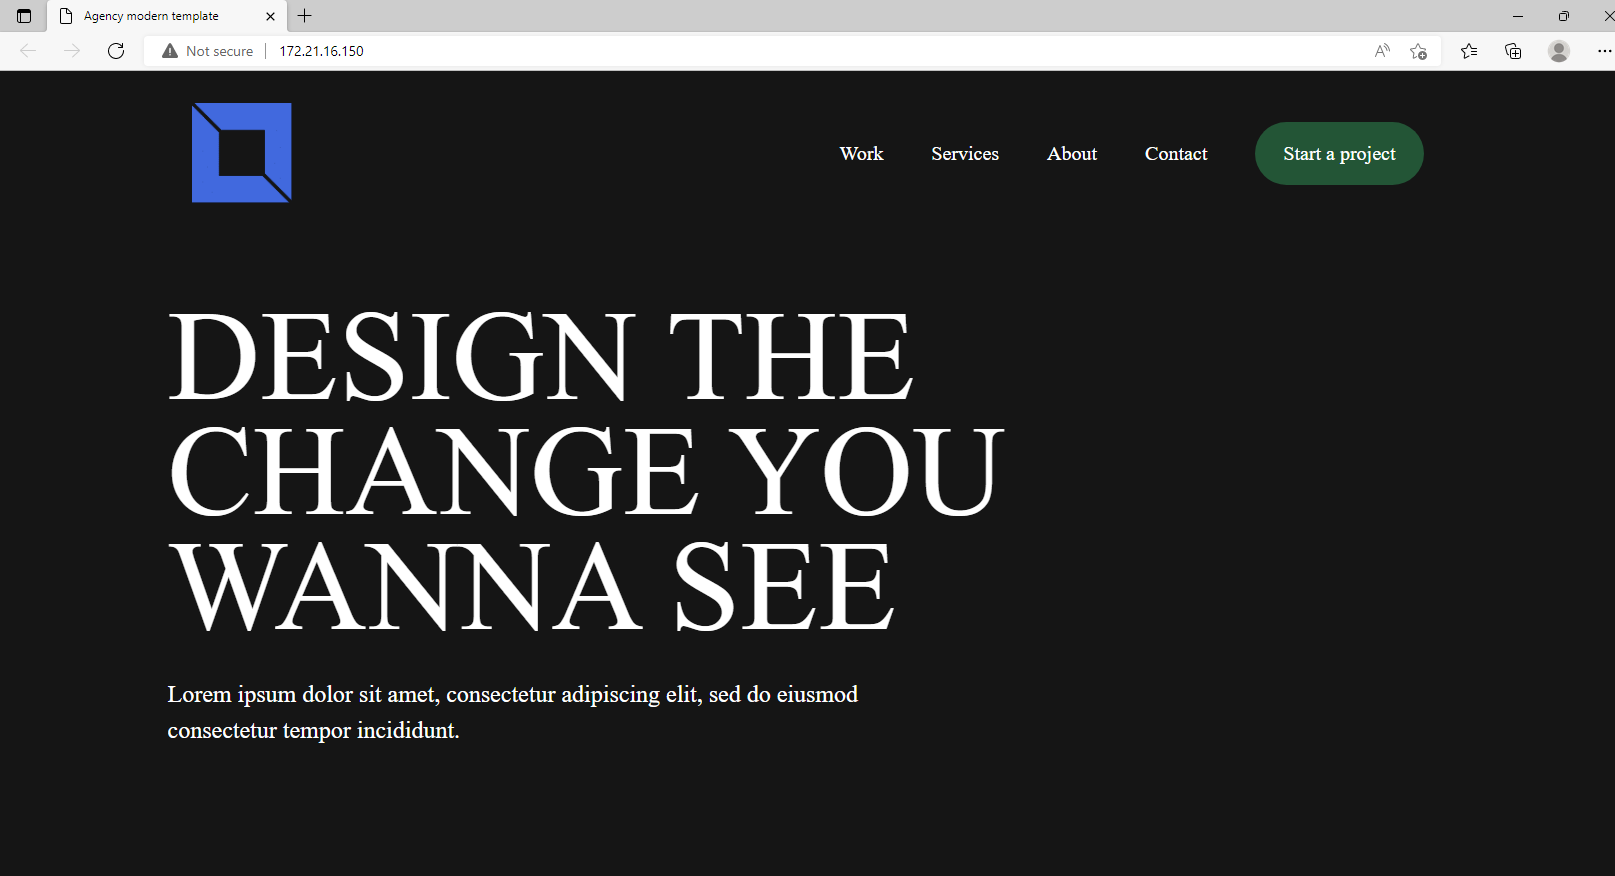 Agency modern template
Not secure
172.21.16.150
Work
Services
About
Contact
Start a project
DESIGN THE
CHANGE YOU
WANNA SEE
Lorem ipsum dolor sit amet, consectetur adipiscing elit, sed do eiusmod
consectetur tempor incididunt.